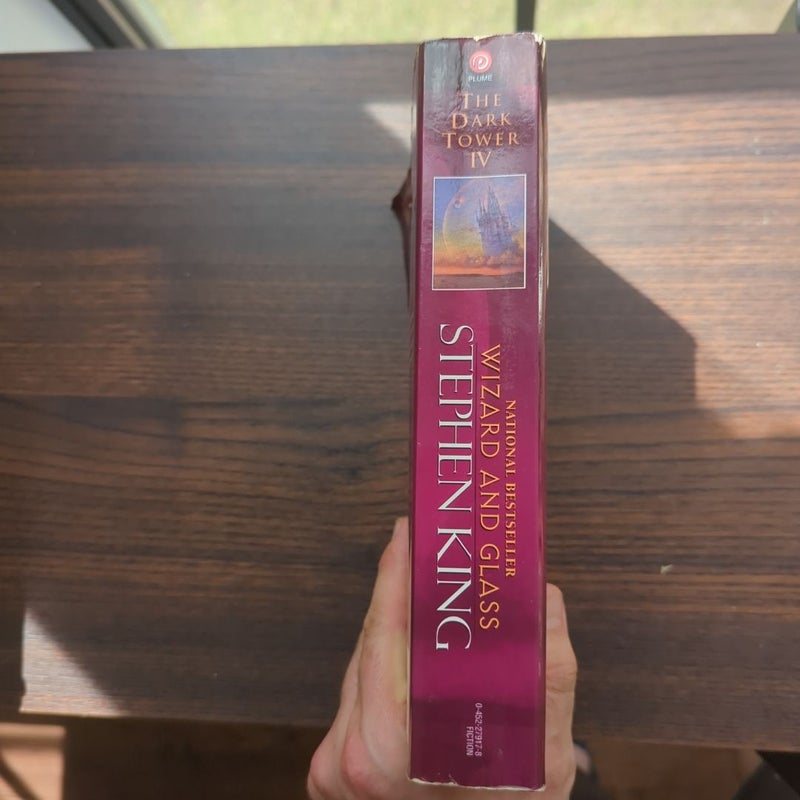 PLUME
THE
DARK
TOWER
IV
NATIONAL BESTSELLER
WIZARD AND GLASS
STEPHEN KING
0-452-27917-8
FICTION